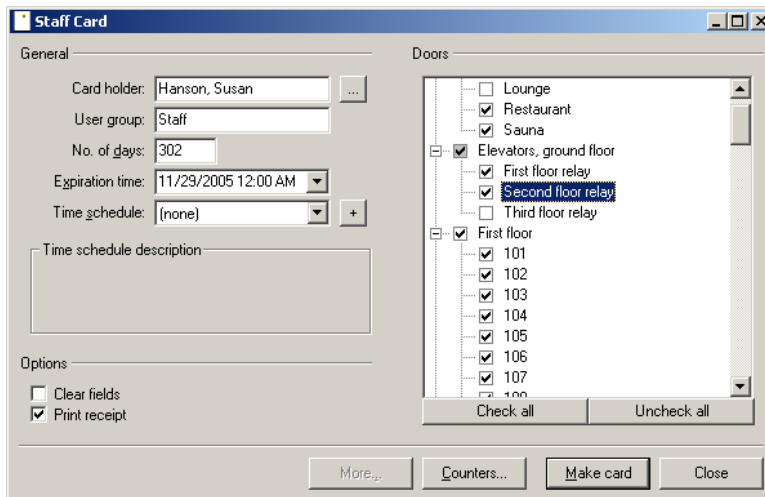 Staff Card
General
Card holder: Hanson, Susan ...
User group: Staff
No. of days: 302
Expiration time: 11/29/2005 12:00 AM
Time schedule: (none) +
Time schedule description
Options
Clear fields
Print receipt
Doors
Lounge
Restaurant
Sauna
Elevators, ground floor
First floor relay
Second floor relay
Third floor relay
First floor
101
102
103
104
105
106
107
Check all Uncheck all
More... Counters... Make card Close